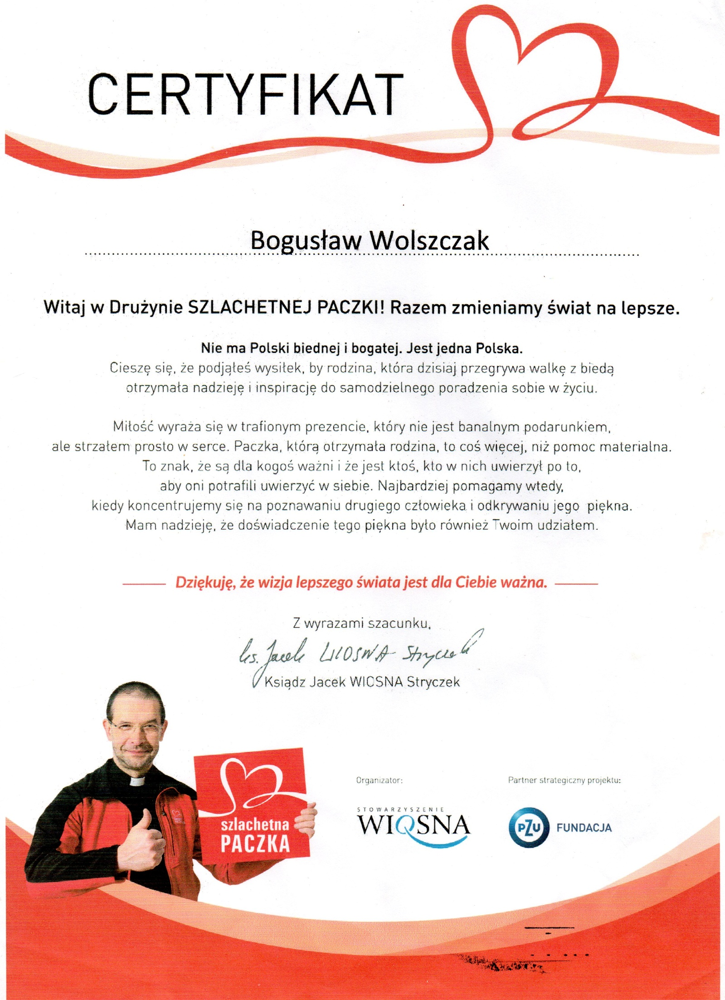 CERTYFIKAT
Bogusław Wolszczak
Witaj w Drużynie SZLACHETNEJ PACZKI! Razem zmieniamy świat na lepsze.
Nie ma Polski biednej i bogatej. Jest jedna Polska.
Cieszę się, że podjąłeś wysiłek, by rodzina, która dzisiaj przegrywa walkę z biedą
otrzymała nadzieję i inspirację do samodzielnego poradzenia sobie w życiu.
Miłość wyraża się w trafionym prezencie, który nie jest banalnym podarunkiem,
ale strzałem prosto w serce. Paczka, którą otrzymała rodzina, to coś więcej, niż pomoc materialna.
To znak, że są dla kogoś ważni i że jest ktoś, kto w nich uwierzył po to,
aby oni potrafili uwierzyć w siebie. Najbardziej pomagamy wtedy,
kiedy koncentrujemy się na poznawaniu drugiego człowieka i odkrywaniu jego piękna.
Mam nadzieję, że doświadczenie tego piękna było również Twoim udziałem.
Dziękuję, że wizja lepszego świata jest dla Ciebie ważna.
Z wyrazami szacunku,
ks. Jacek WIOSNA Stryczek
Ksiądz Jacek WIOSNA Stryczek
szlachetna
PACZKA
Organizator:
STOWARZYSZENIE
WIOSNA
Partner strategiczny projektu:
PZU FUNDACJA